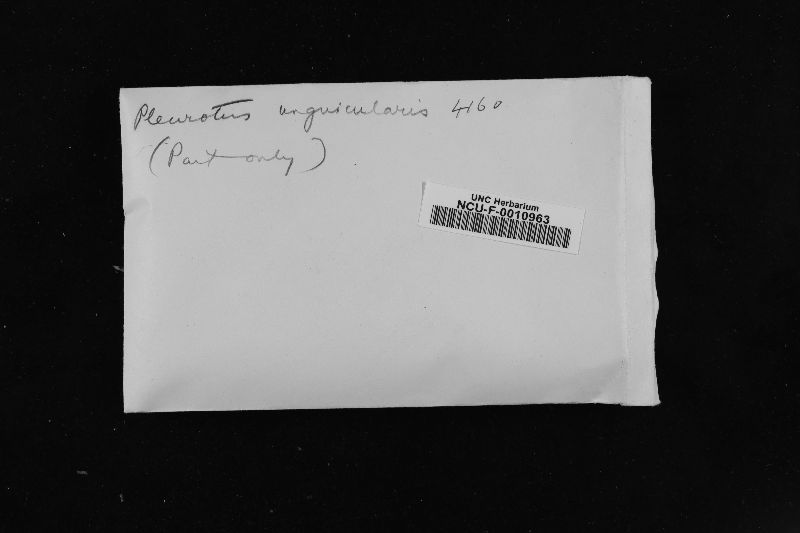 Pleurotus unguicularis 4160
(Part only)
UNC Herbarium
NCU-F-0010963